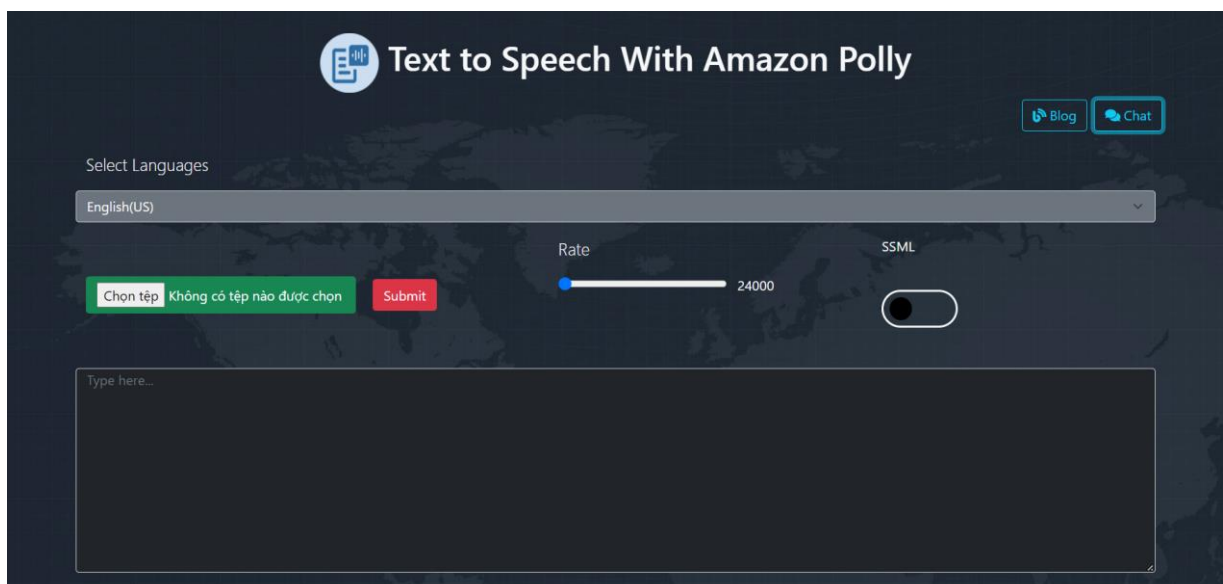 Text to Speech With Amazon Polly
Blog
Chat
Select Languages
English(US)
Rate
SSML
Chọn tệp Không có tệp nào được chọn
Submit
24000
Type here...